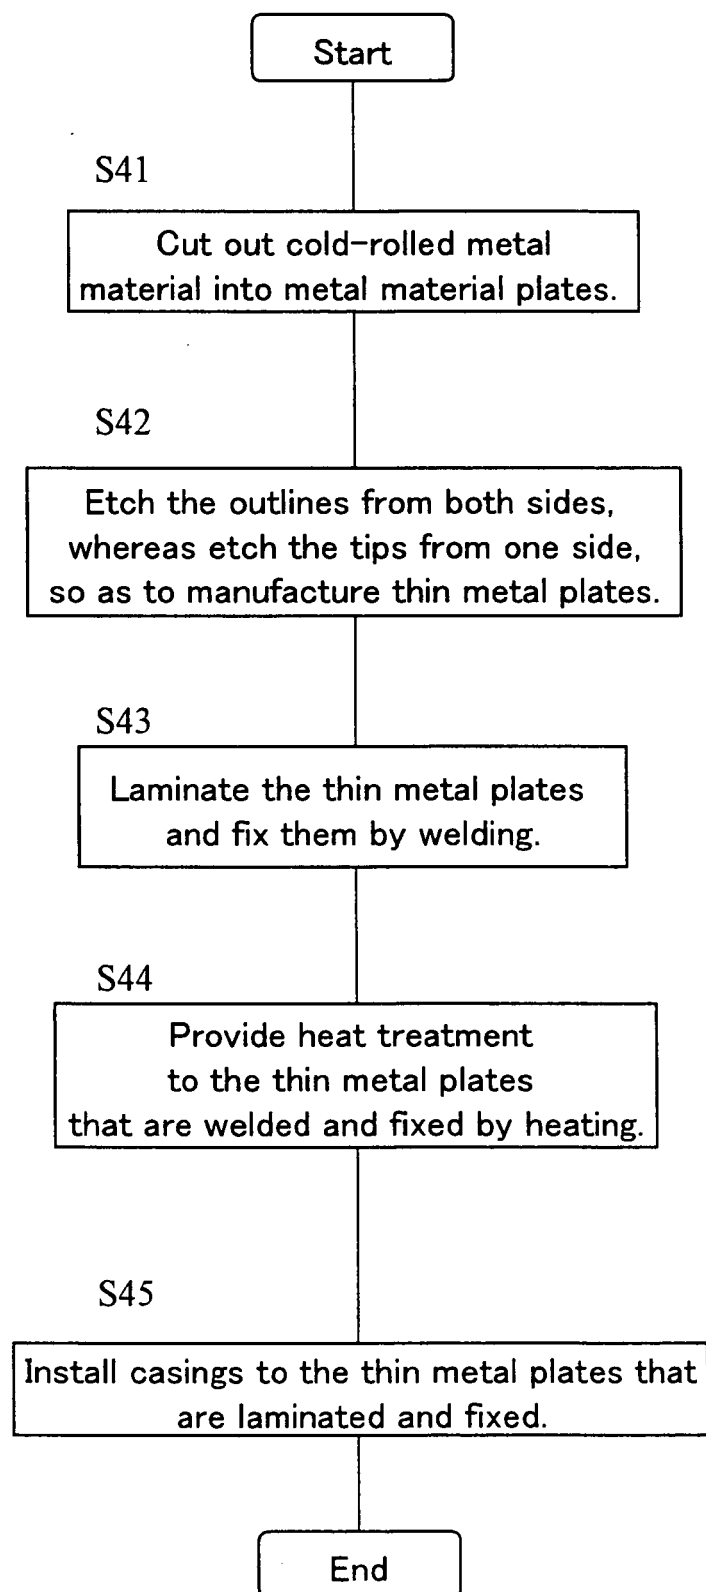 Start
S41
Cut out cold-rolled metal
material into metal material plates.
S42
Etch the outlines from both sides,
whereas etch the tips from one side,
so as to manufacture thin metal plates.
S43
Laminate the thin metal plates
and fix them by welding.
S44
Provide heat treatment
to the thin metal plates
that are welded and fixed by heating.
S45
Install casings to the thin metal plates that
are laminated and fixed.
End